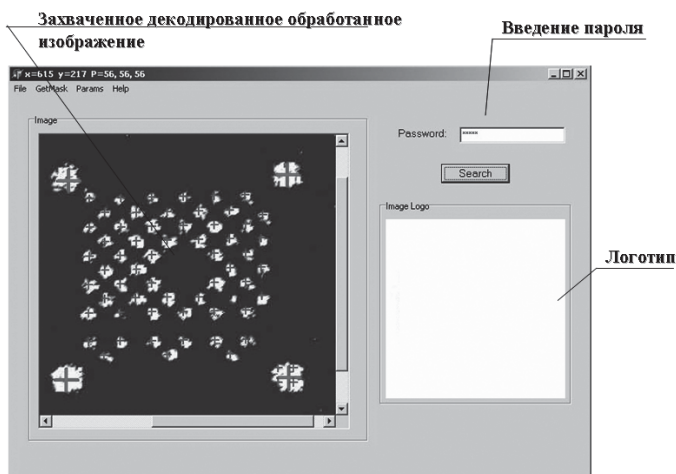 Захваченное декодированное обработанное
изображение
Введение пароля
x=615 y=217 P=56, 56, 56
File GetMask Params Help
Image
Password: *****
Search
Image Logo
Логотип